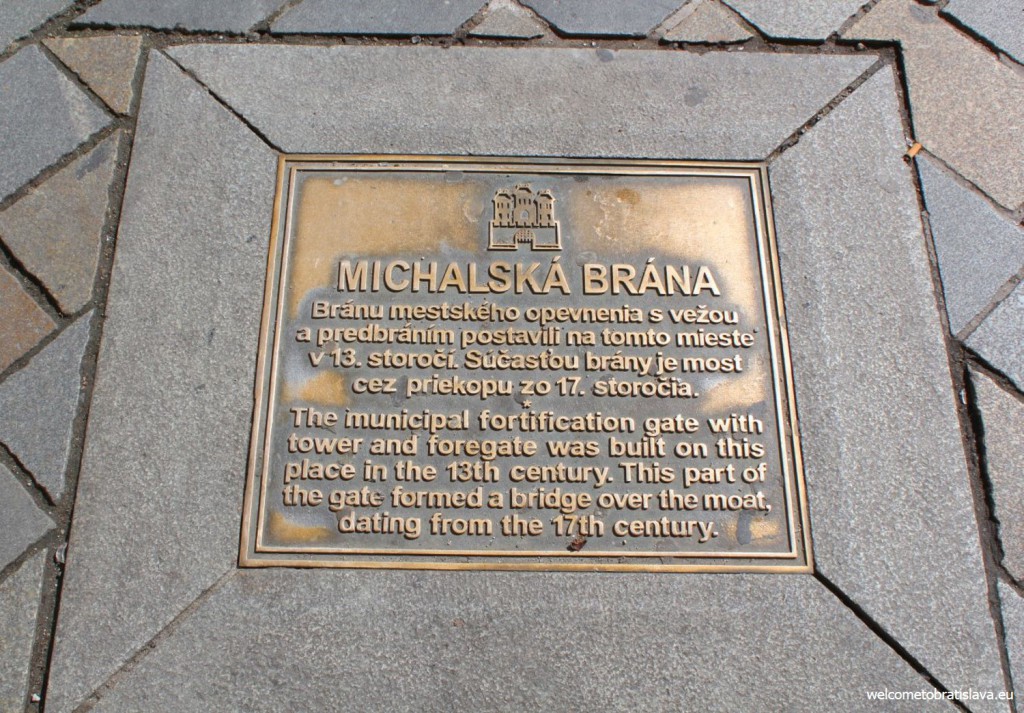 MICHALSKÁ BRÁNA
Bránu mestského opevnenia s vežou
a predbráním postavili na tomto mieste
v 13. storočí. Súčasťou brány je most
cez priekopu zo 17. storočia.
*
The municipal fortification gate with
tower and foregate was built on this
place in the 13th century. This part of
the gate formed a bridge over the moat,
dating from the 17th century.
welcometobratislava.eu